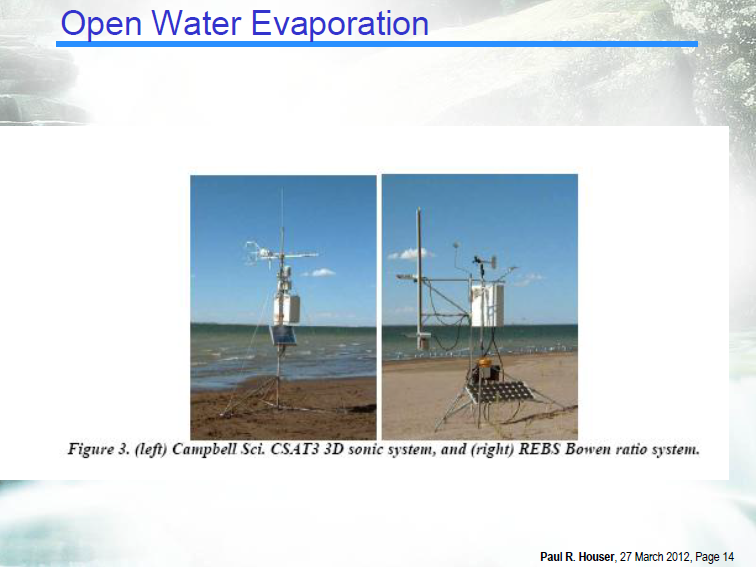 Open Water Evaporation
Figure 3. (left) Campbell Sci. CSAT3 3D sonic system, and (right) REBS Bowen ratio system.
Paul R. Houser, 27 March 2012, Page 14